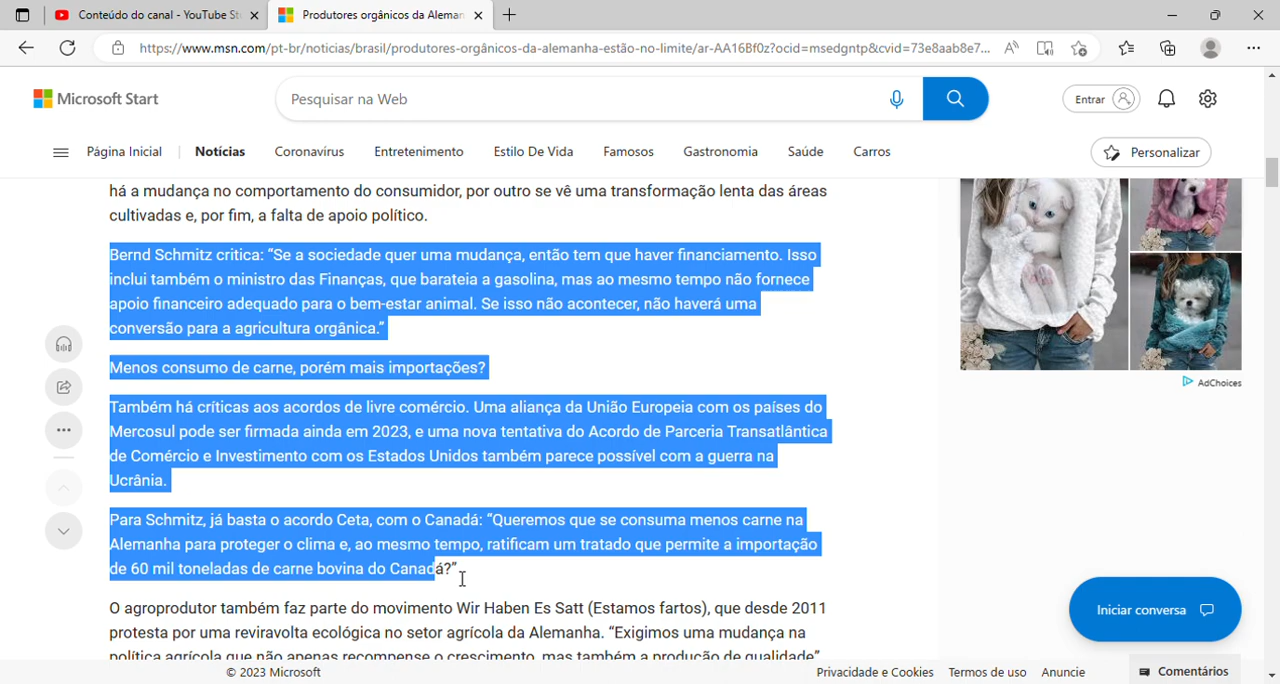 Conteúdo do canal - YouTube St
Produtores orgânicos da Aleman
https://www.msn.com/pt-br/noticias/brasil/produtores-orgânicos-da-alemanha-estão-no-limite/ar-AA16Bf0z?ocid=msedgntp&cvid=73e8aab8e7...
Microsoft Start
Pesquisar na Web
Entrar
Página Inicial
Notícias
Coronavírus
Entretenimento
Estilo De Vida
Famosos
Gastronomia
Saúde
Carros
Personalizar
há a mudança no comportamento do consumidor, por outro se vê uma transformação lenta das áreas
cultivadas e, por fim, a falta de apoio político.
Bernd Schmitz critica: “Se a sociedade quer uma mudança, então tem que haver financiamento. Isso
inclui também o ministro das Finanças, que barateia a gasolina, mas ao mesmo tempo não fornece
apoio financeiro adequado para o bem-estar animal. Se isso não acontecer, não haverá uma
conversão para a agricultura orgânica.”
Menos consumo de carne, porém mais importações?
Também há críticas aos acordos de livre comércio. Uma aliança da União Europeia com os países do
Mercosul pode ser firmada ainda em 2023, e uma nova tentativa do Acordo de Parceria Transatlântica
de Comércio e Investimento com os Estados Unidos também parece possível com a guerra na
Ucrânia.
Para Schmitz, já basta o acordo Ceta, com o Canadá: “Queremos que se consuma menos carne na
Alemanha para proteger o clima e, ao mesmo tempo, ratificam um tratado que permite a importação
de 60 mil toneladas de carne bovina do Canadá?”
O agroprodutor também faz parte do movimento Wir Haben Es Satt (Estamos fartos), que desde 2011
protesta por uma reviravolta ecológica no setor agrícola da Alemanha. “Exigimos uma mudança na
política agrícola que não apenas recompense o crescimento, mas também a produção de qualidade”
AdChoices
Iniciar conversa
© 2023 Microsoft
Privacidade e Cookies
Termos de uso
Anuncie
Comentários